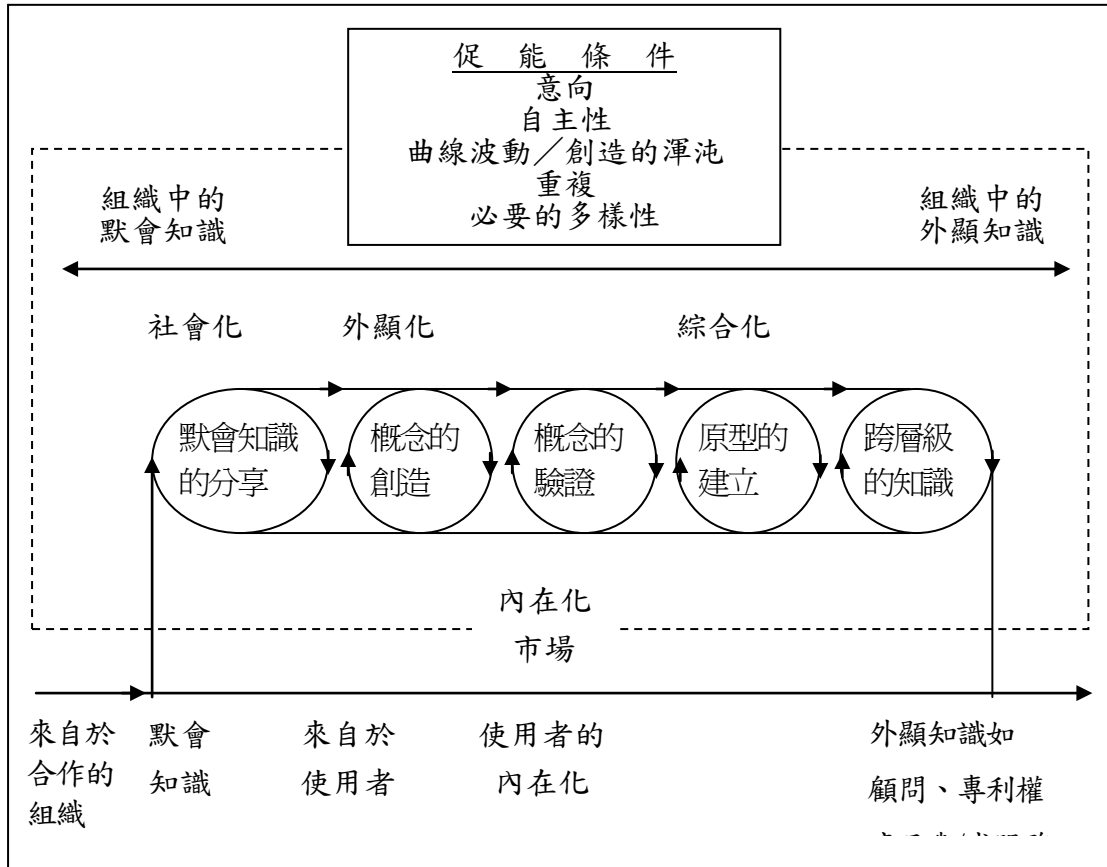 促 能 條 件
意向
自主性
曲線波動／創造的渾沌
重複
必要的多樣性
組織中的
默會知識
組織中的
外顯知識
社會化
外顯化
綜合化
默會知識
的分享
概念的
創造
概念的
驗證
原型的
建立
跨層級
的知識
內在化
市場
來自於
合作的
組織
默會
知識
來自於
使用者
使用者的
內在化
外顯知識如
顧問、專利權